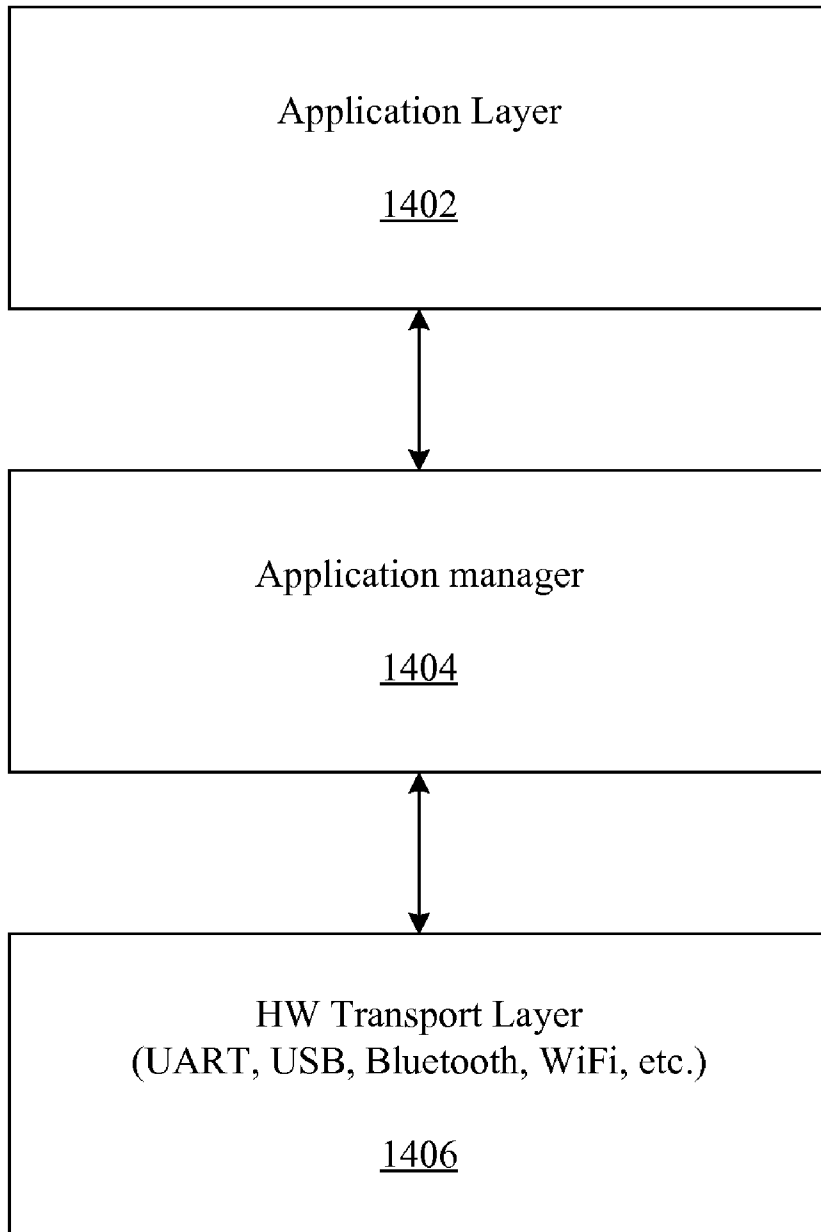 Application Layer
1402
Application manager
1404
HW Transport Layer
(UART, USB, Bluetooth, WiFi, etc.)
1406